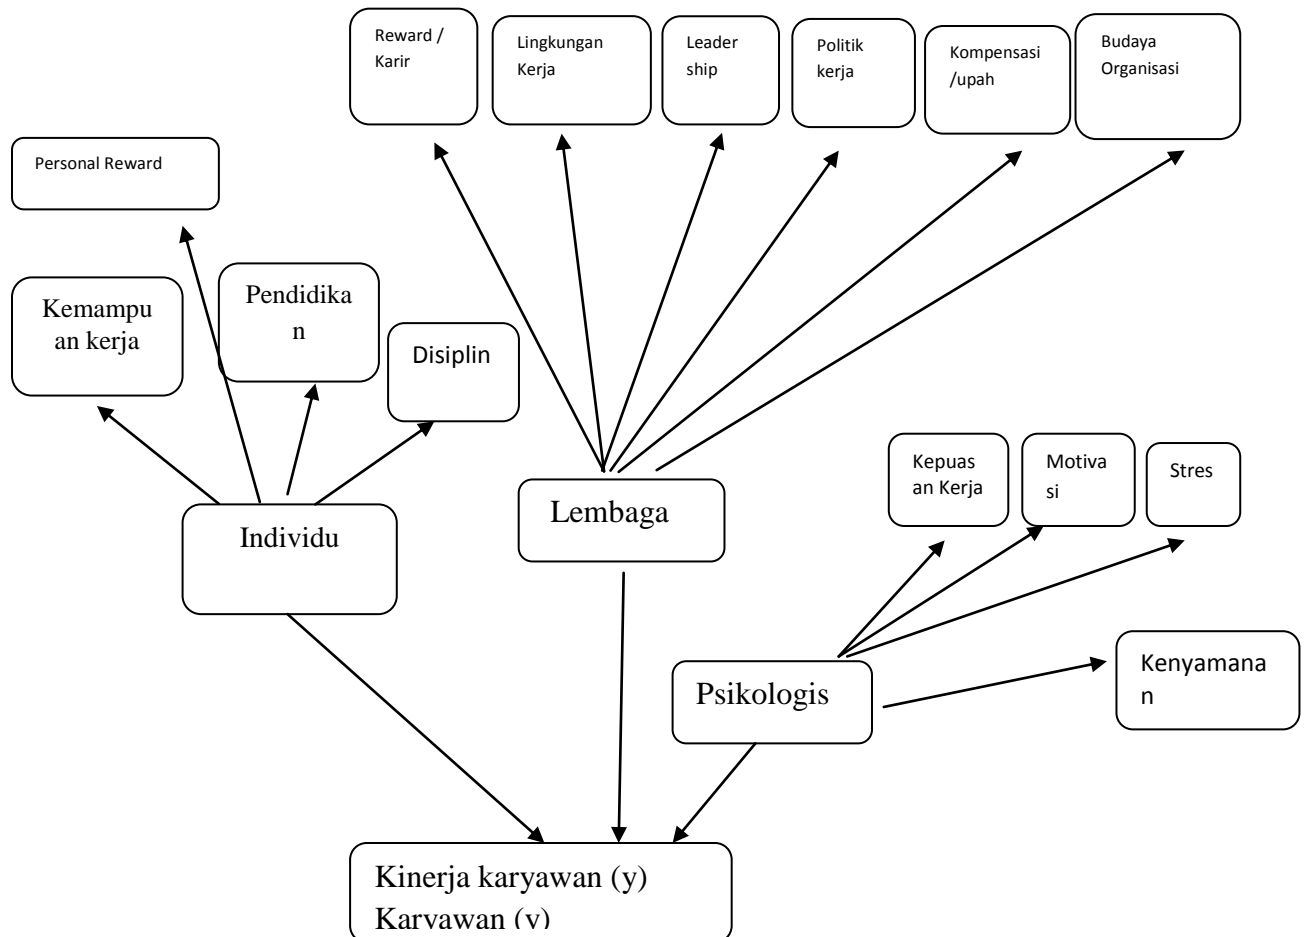 Reward /
Karir
Lingkungan
Kerja
Leader
ship
Politik
kerja
Kompensasi
/upah
Budaya
Organisasi
Personal Reward
Kemampu
an kerja
Pendidika
n
Disiplin
Kepuas
an Kerja
Motiva
si
Stres
Individu
Lembaga
Psikologis
Kenyamana
n
Kinerja karyawan (y)
Karyawan (y)